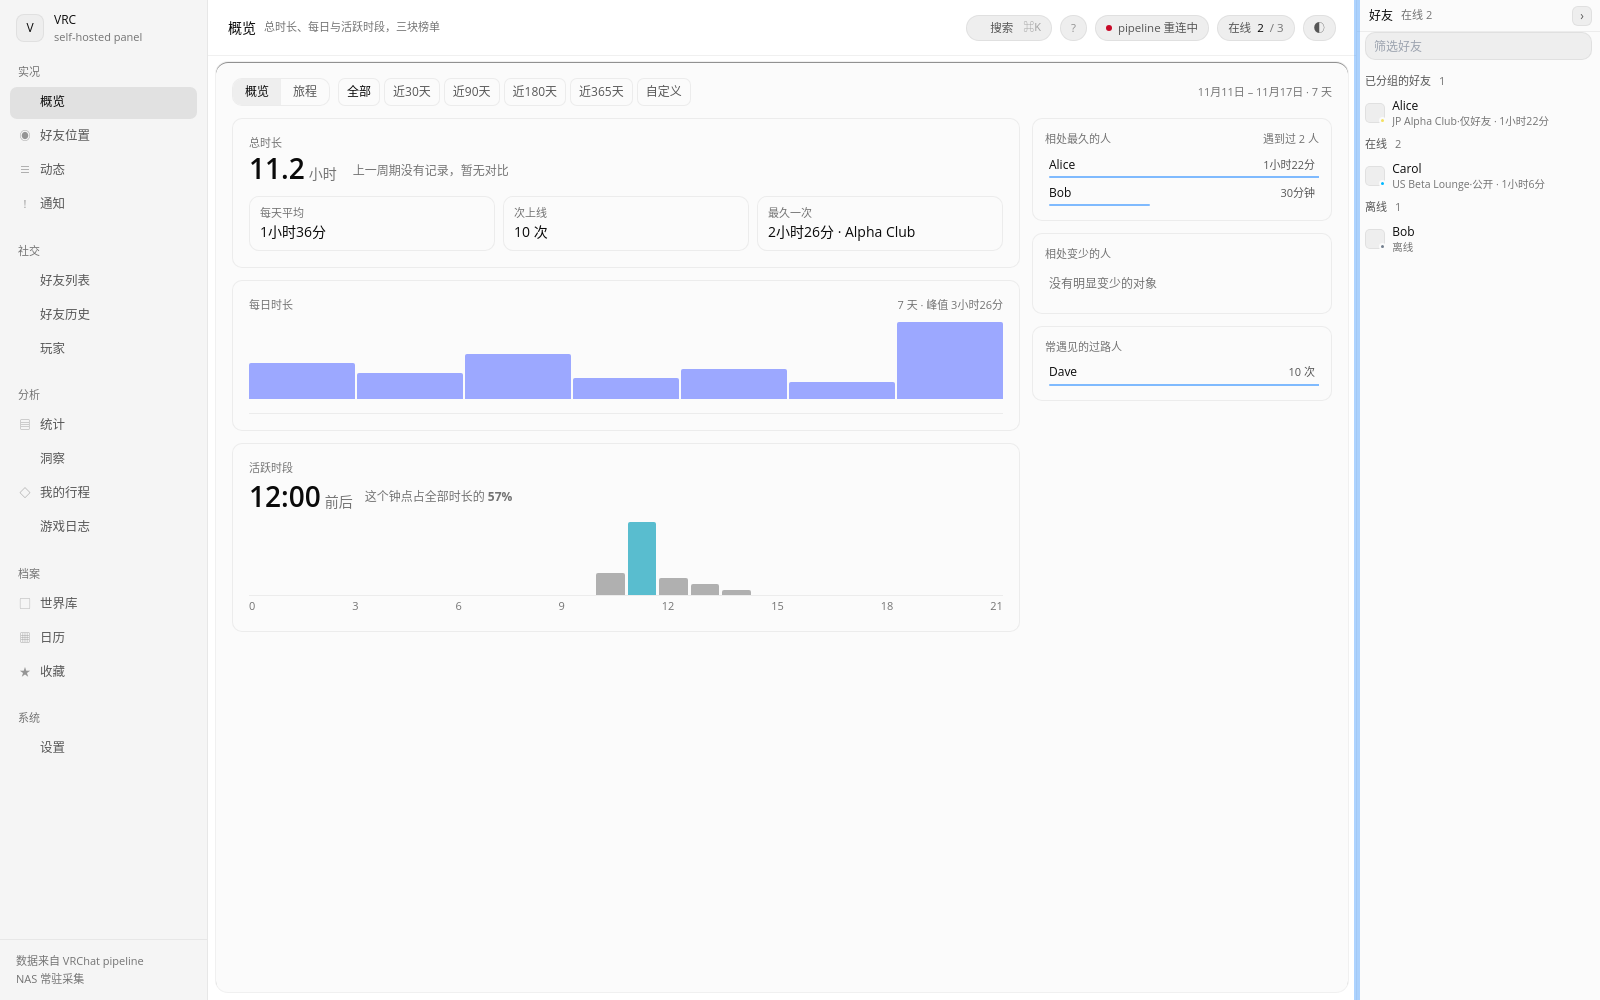 V
VRC
self-hosted panel
实况
概览
好友位置
动态
通知
社交
好友列表
好友历史
玩家
分析
统计
洞察
我的行程
游戏日志
档案
世界库
日历
收藏
系统
设置
数据来自 VRChat pipeline
NAS 常驻采集
概览 总时长、每日与活跃时段，三块榜单
搜索 ⌘K
?
pipeline 重连中
在线 2 / 3
概览 旅程 全部 近30天 近90天 近180天 近365天 自定义
11月11日 – 11月17日 · 7 天
总时长
11.2 小时 上一周期没有记录，暂无对比
每天平均
1小时36分
次上线
10 次
最久一次
2小时26分 · Alpha Club
每日时长 7 天 · 峰值 3小时26分
活跃时段
12:00 前后 这个钟点占全部时长的 57%
0 3 6 9 12 15 18 21
相处最久的人 遇到过 2 人
Alice 1小时22分
Bob 30分钟
相处变少的人
没有明显变少的对象
常遇见的过路人
Dave 10 次
好友 在线 2
›
筛选好友
已分组的好友 1
Alice
JP Alpha Club·仅好友 · 1小时22分
在线 2
Carol
US Beta Lounge·公开 · 1小时6分
离线 1
Bob
离线